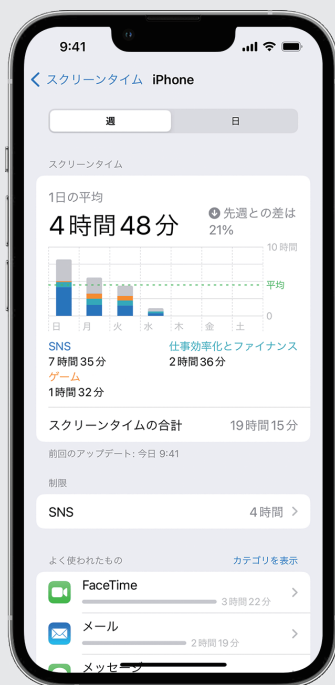 9:41
スクリーンタイム iPhone
週 日
スクリーンタイム
1日の平均
4時間48分
先週との差は
21%
10 時間
平均
0
日 月 火 水 木 金 土
SNS 仕事効率化とファイナンス
7 時間 35分 2 時間 36分
ゲーム
1時間 32分
スクリーンタイムの合計 19 時間 15分
前回のアップデート: 今日 9:41
制限
SNS 4 時間
よく使われたもの カテゴリを表示
FaceTime
3 時間 22分
メール
2 時間 19分
メッセージ